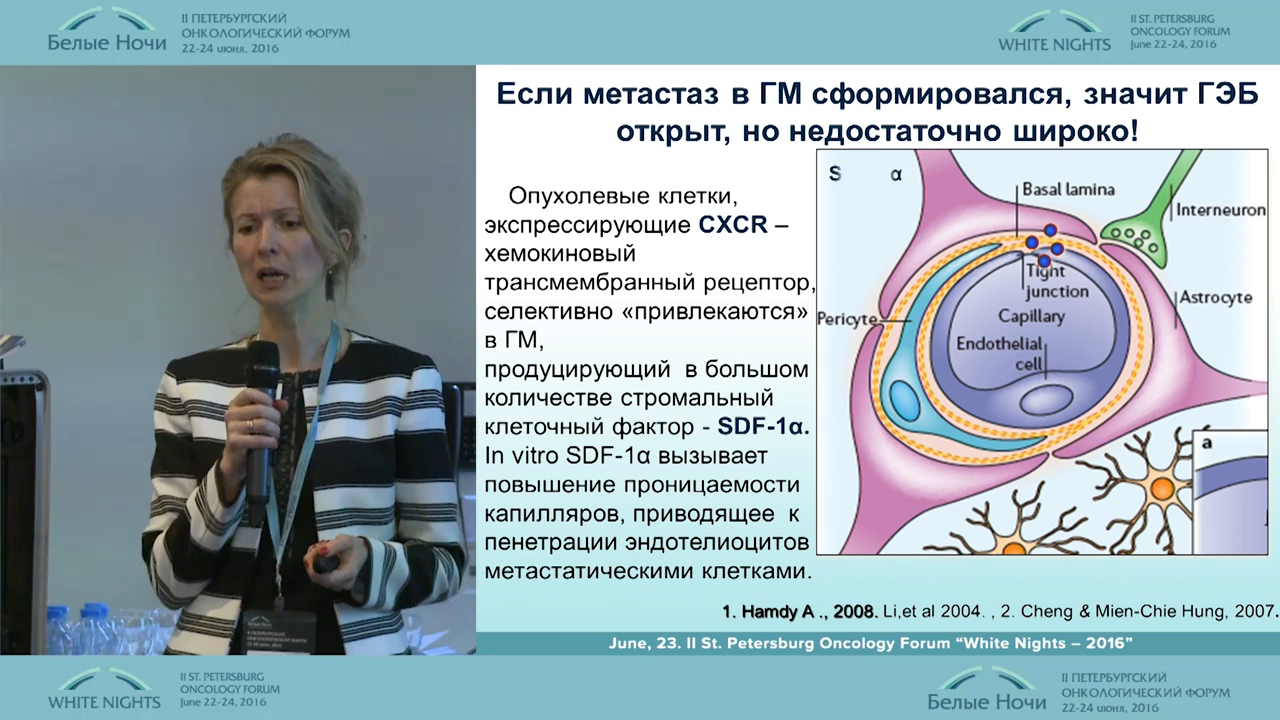 II ПЕТЕРБУРГСКИЙ
ОНКОЛОГИЧЕСКИЙ ФОРУМ
22-24 июня, 2016
Белые Ночи
II ST. PETERSBURG
ONCOLOGY FORUM
June 22-24, 2016
WHITE NIGHTS
Если метастаз в ГМ сформировался, значит ГЭБ
открыт, но недостаточно широко!
Опухолевые клетки,
экспрессирующие CXCR –
хемокиновый
трансмембранный рецептор,
селективно «привлекаются»
в ГМ,
продуцирующий в большом
количестве стромальный
клеточный фактор - SDF-1α.
In vitro SDF-1α вызывает
повышение проницаемости
капилляров, приводящее к
пенетрации эндотелиоцитов
метастатическими клетками.
S α
Basal lamina
Interneuron
Tight
junction
Astrocyte
Pericyte
Capillary
Endothelial
cell
a
1. Hamdy A ., 2008. Li,et al 2004. , 2. Cheng & Mien-Chie Hung, 2007.
June, 23. II St. Petersburg Oncology Forum “White Nights – 2016”
Белые Ночи
II ST. PETERSBURG
ONCOLOGY FORUM
June 22-24, 2016
WHITE NIGHTS
II ПЕТЕРБУРГСКИЙ
ОНКОЛОГИЧЕСКИЙ ФОРУМ
22-24 июня, 2016
Белые Ночи